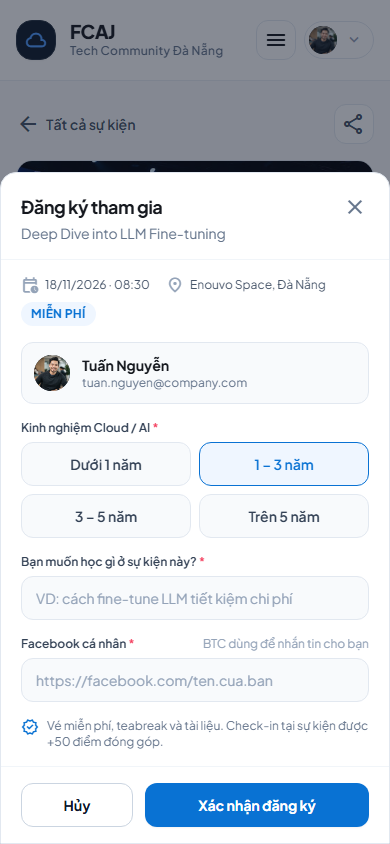 FCAJ
Tech Community Đà Nẵng
Tất cả sự kiện
Đăng ký tham gia
Deep Dive into LLM Fine-tuning
18/11/2026 · 08:30
Enouvo Space, Đà Nẵng
MIỄN PHÍ
Tuấn Nguyễn
tuan.nguyen@company.com
Kinh nghiệm Cloud / AI *
Dưới 1 năm
1 – 3 năm
3 – 5 năm
Trên 5 năm
Bạn muốn học gì ở sự kiện này? *
VD: cách fine-tune LLM tiết kiệm chi phí
Facebook cá nhân *
BTC dùng để nhắn tin cho bạn
https://facebook.com/ten.cua.ban
Vé miễn phí, teabreak và tài liệu. Check-in tại sự kiện được
+50 điểm đóng góp.
Hủy
Xác nhận đăng ký